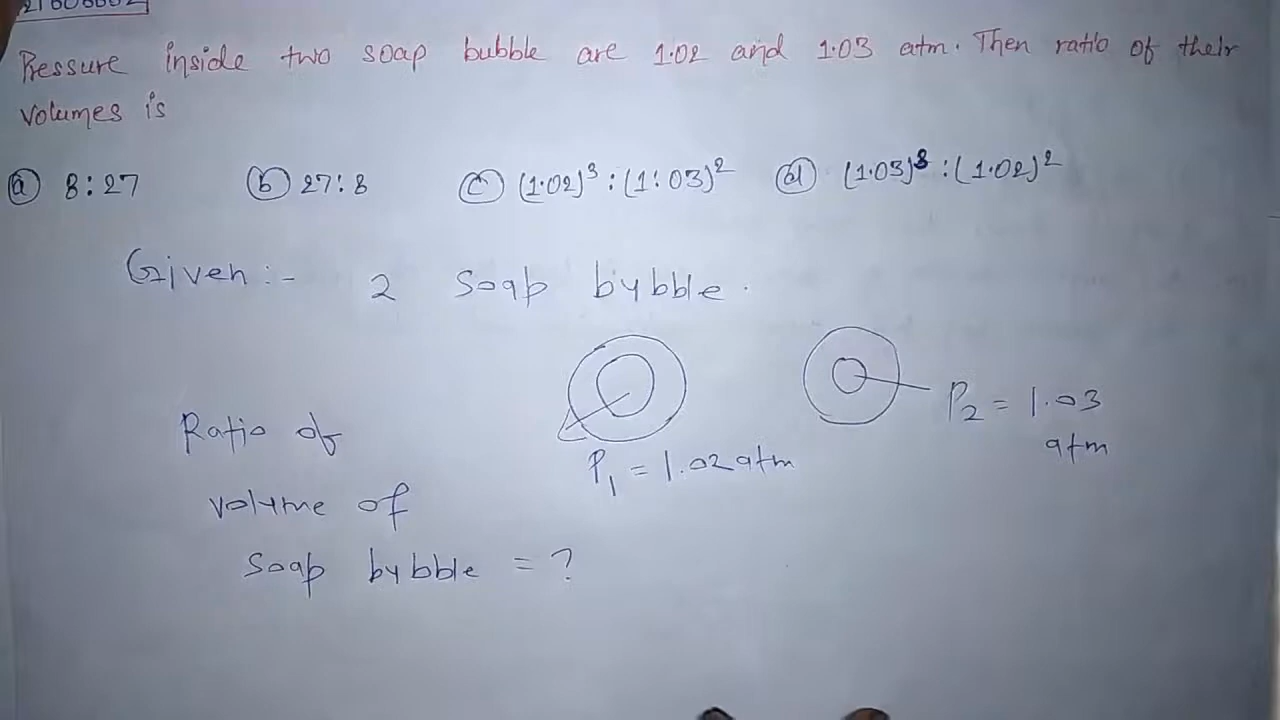 Pressure inside two soap bubble are 1.02 and 1.03 atm. Then ratio of their
volumes is
(a) 8:27 (b) 27:8 (c) (1.02)³ : (1:03)² (d) (1.03)³ : (1.02)²
Given :- 2 soap bubble.
P₂ = 1.03
atm
Ratio of
P₁ = 1.02 atm
volume of
soap bubble = ?